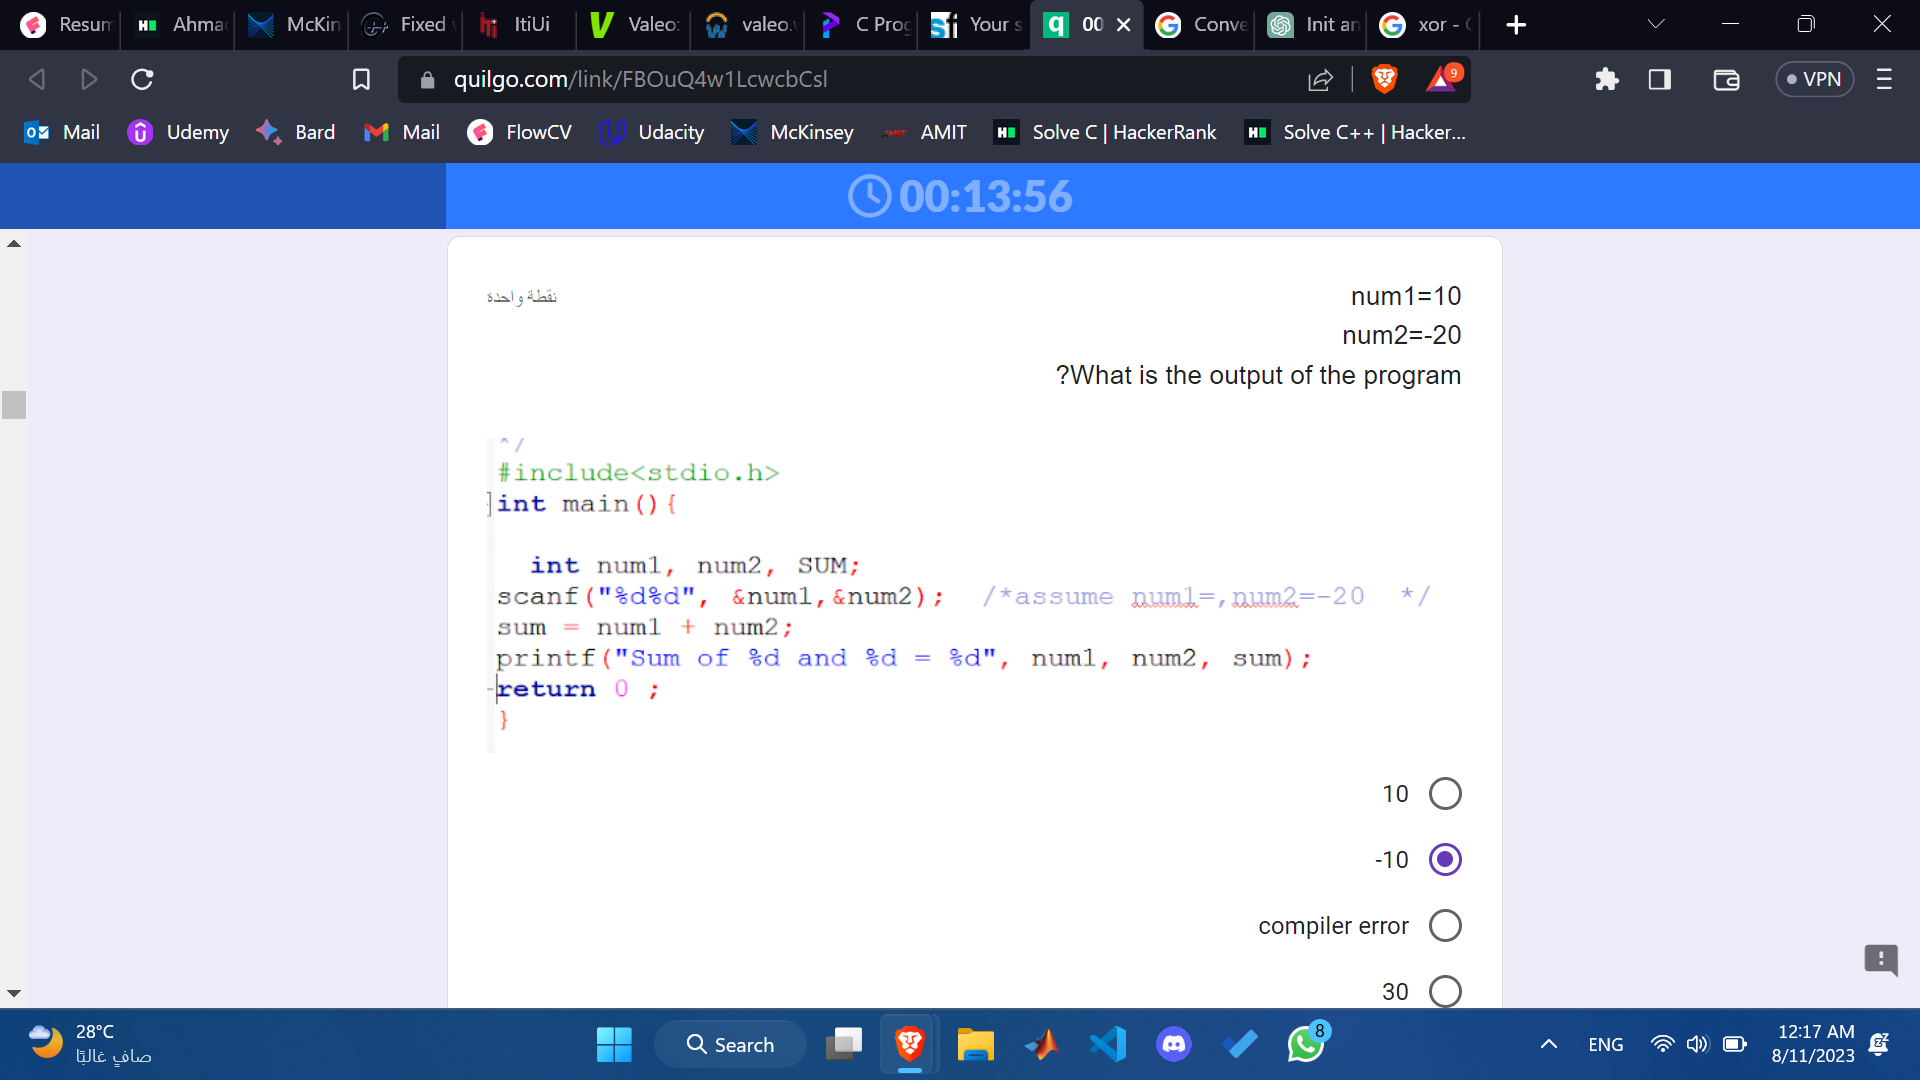 Resum
Ahma
McKin
Fixed
ItiUi
Valeo:
valeo.
C Prog
Your s
00
Conve
Init an
xor -
quilgo.com/link/FBOuQ4w1LcwcbCsl
9
VPN
Mail
Udemy
Bard
Mail
FlowCV
Udacity
McKinsey
AMIT
Solve C | HackerRank
Solve C++ | Hacker...
00:13:56
نقطة واحدة
num1=10
num2=-20
?What is the output of the program
*/
#include<stdio.h>
int main(){
int num1, num2, SUM;
scanf("%d%d", &num1,&num2); /*assume num1=,num2=-20 */
sum = num1 + num2;
printf("Sum of %d and %d = %d", num1, num2, sum);
return 0 ;
}
10
-10
compiler error
30
28°C
صافٍ غالبًا
Search
8
ENG
12:17 AM
8/11/2023